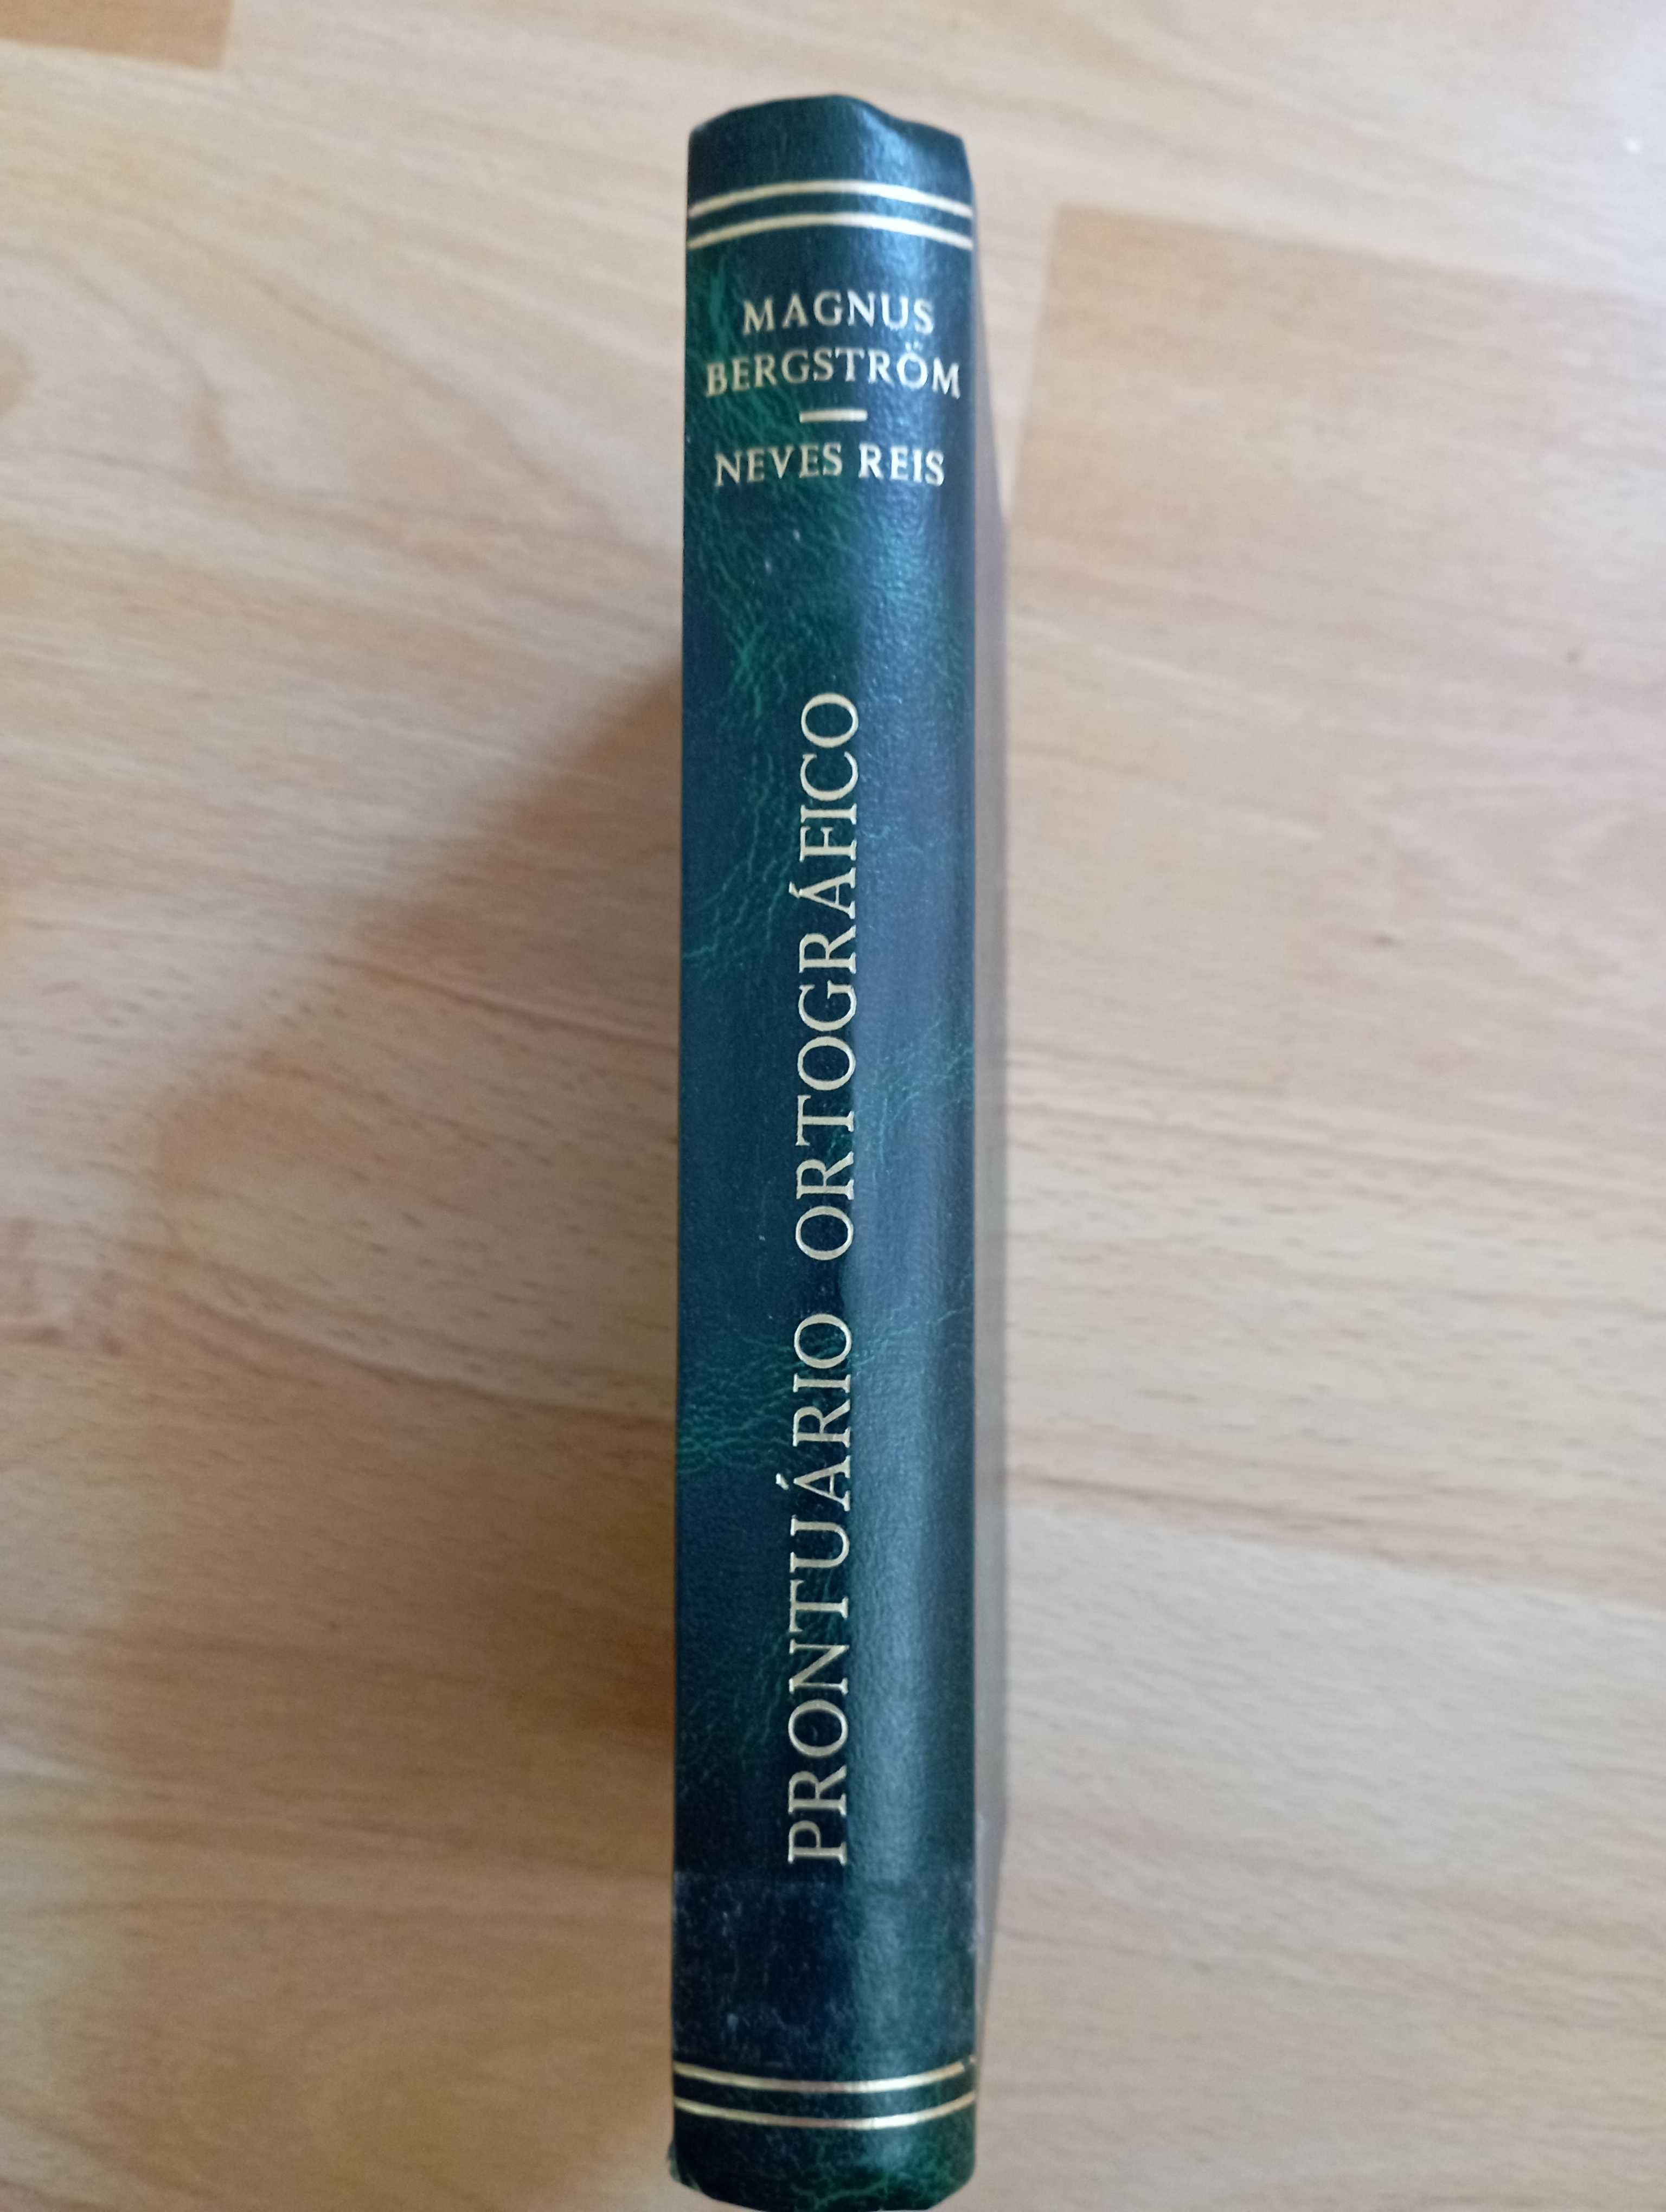 MAGNUS
BERGSTRÖM
NEVES REIS
PRONTUÁRIO ORTOGRÁFICO